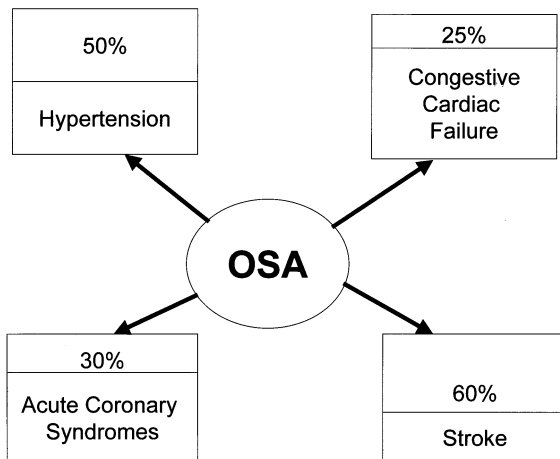 50%
Hypertension
25%
Congestive
Cardiac
Failure
OSA
30%
Acute Coronary
Syndromes
60%
Stroke